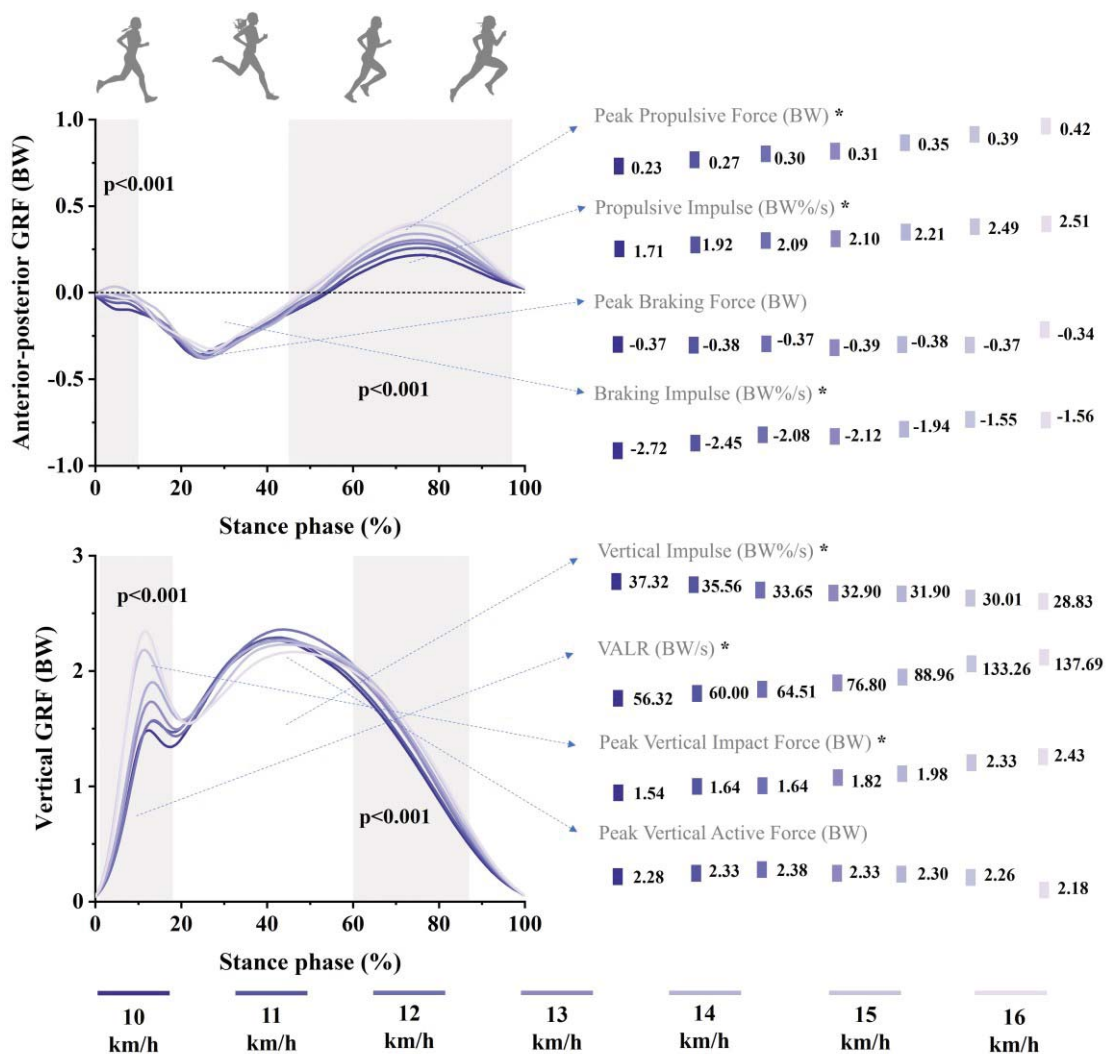 Anterior-posterior GRF (BW)
1.0
0.5
0.0
-0.5
-1.0
p<0.001
p<0.001
0 20 40 60 80 100
Stance phase (%)
Peak Propulsive Force (BW) *
0.23 0.27 0.30 0.31 0.35 0.39 0.42
Propulsive Impulse (BW%/s) *
1.71 1.92 2.09 2.10 2.21 2.49 2.51
Peak Braking Force (BW)
-0.37 -0.38 -0.37 -0.39 -0.38 -0.37 -0.34
Braking Impulse (BW%/s) *
-2.72 -2.45 -2.08 -2.12 -1.94 -1.55 -1.56
Vertical GRF (BW)
3
2
1
0
p<0.001
p<0.001
0 20 40 60 80 100
Stance phase (%)
Vertical Impulse (BW%/s) *
37.32 35.56 33.65 32.90 31.90 30.01 28.83
VALR (BW/s) *
56.32 60.00 64.51 76.80 88.96 133.26 137.69
Peak Vertical Impact Force (BW) *
1.54 1.64 1.64 1.82 1.98 2.33 2.43
Peak Vertical Active Force (BW)
2.28 2.33 2.38 2.33 2.30 2.26 2.18
10 11 12 13 14 15 16
km/h km/h km/h km/h km/h km/h km/h